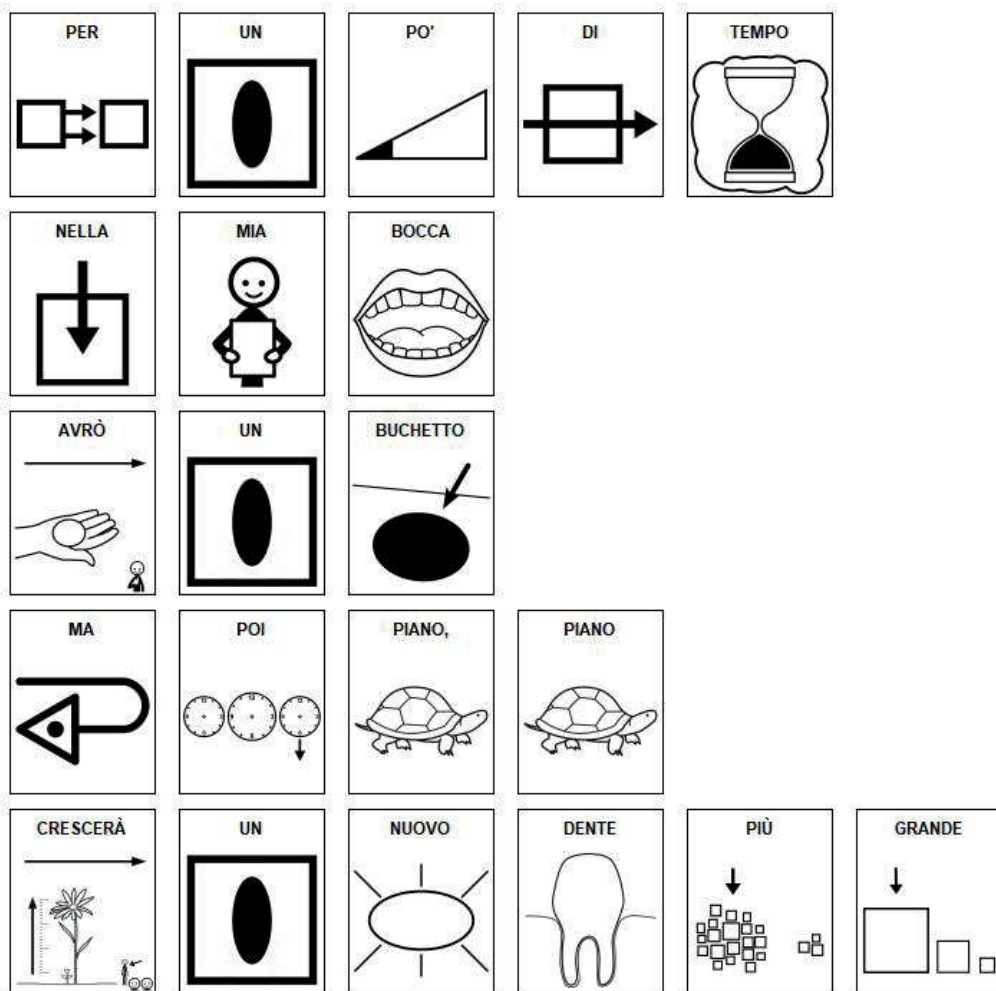 PER UN PO' DI TEMPO
NELLA MIA BOCCA
AVRÒ UN BUCHETTO
MA POI PIANO, PIANO
CRESCERÀ UN NUOVO DENTE PIÙ GRANDE